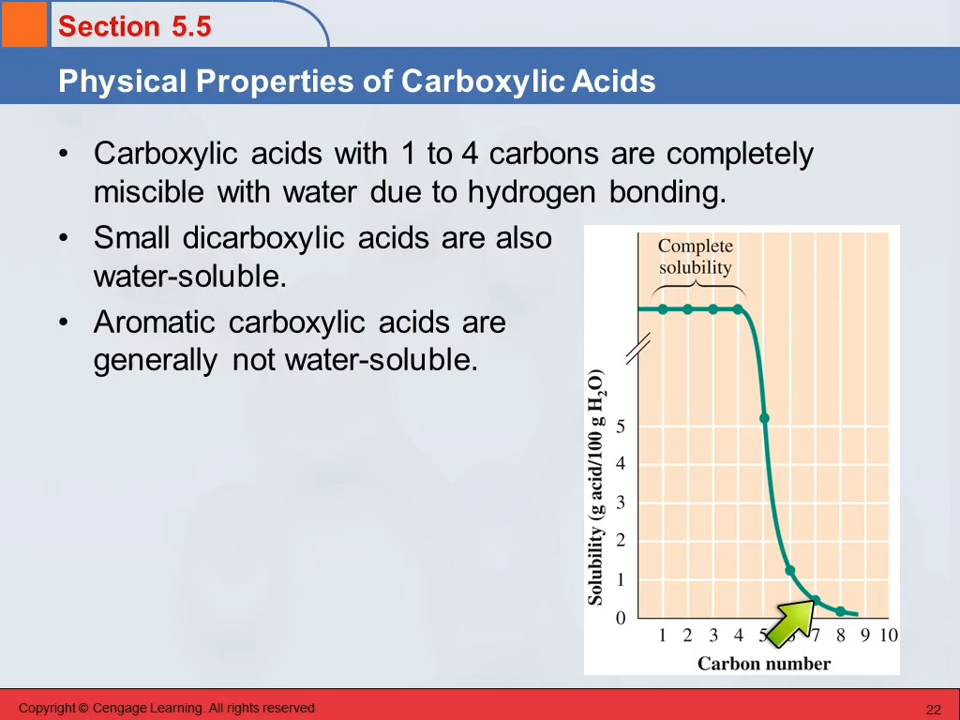 Section 5.5
Physical Properties of Carboxylic Acids
• Carboxylic acids with 1 to 4 carbons are completely
miscible with water due to hydrogen bonding.
• Small dicarboxylic acids are also
water-soluble.
• Aromatic carboxylic acids are
generally not water-soluble.
Complete
solubility
Solubility (g acid/100 g H₂O)
5
4
3
2
1
0
1 2 3 4 5 7 8 9 10
Carbon number
Copyright © Cengage Learning. All rights reserved
22